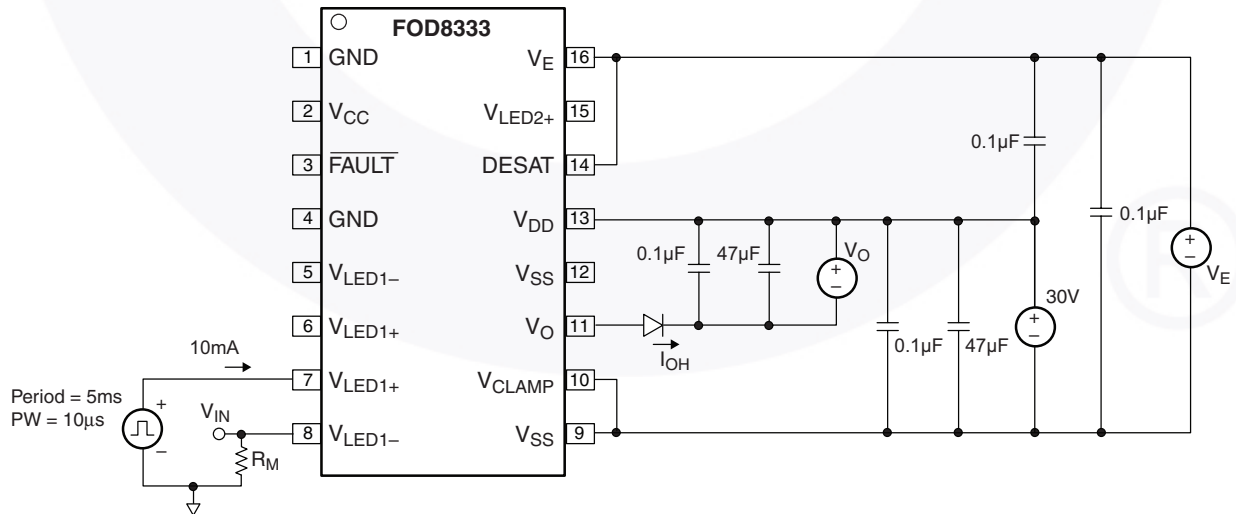 FOD8333
1 GND
2 VCC
3 FAULT
4 GND
5 VLED1–
6 VLED1+
7 VLED1+
8 VLED1–
VE 16
VLED2+ 15
DESAT 14
VDD 13
VSS 12
VO 11
VCLAMP 10
VSS 9
10mA
Period = 5ms
PW = 10µs
+
–
VIN
RM
0.1µF
0.1µF
+
–
VE
0.1µF
47µF
+
–
VO
IOH
0.1µF
47µF
30V
+
–
®